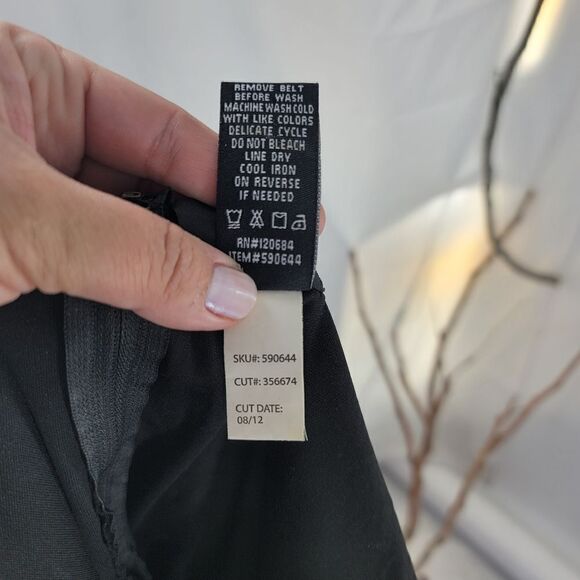 REMOVE BELT
BEFORE WASH
MACHINE WASH COLD
WITH LIKE COLORS
DELICATE CYCLE
DO NOT BLEACH
LINE DRY
COOL IRON
ON REVERSE
IF NEEDED
RN#120684
ITEM#590644
SKU#: 590644
CUT#: 356674
CUT DATE:
08/12